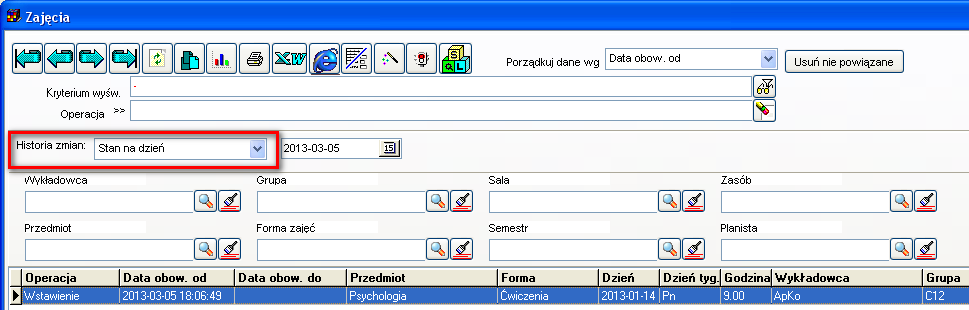 Zajęcia
XW SQL Porządkuj dane wg Data obow. od Usuń nie powiązane
Kryterium wyśw. .
Operacja >>
Historia zmian: Stan na dzień 2013-03-05 15
Wykładowca Grupa Sala Zasób
Przedmiot Forma zajęć Semestr Planista
Operacja Data obow. od Data obow. do Przedmiot Forma Dzień Dzień tyg. Godzina Wykładowca Grupa
Wstawienie 2013-03-05 18:06:49 Psychologia Ćwiczenia 2013-01-14 Pn 9.00 ApKo C12